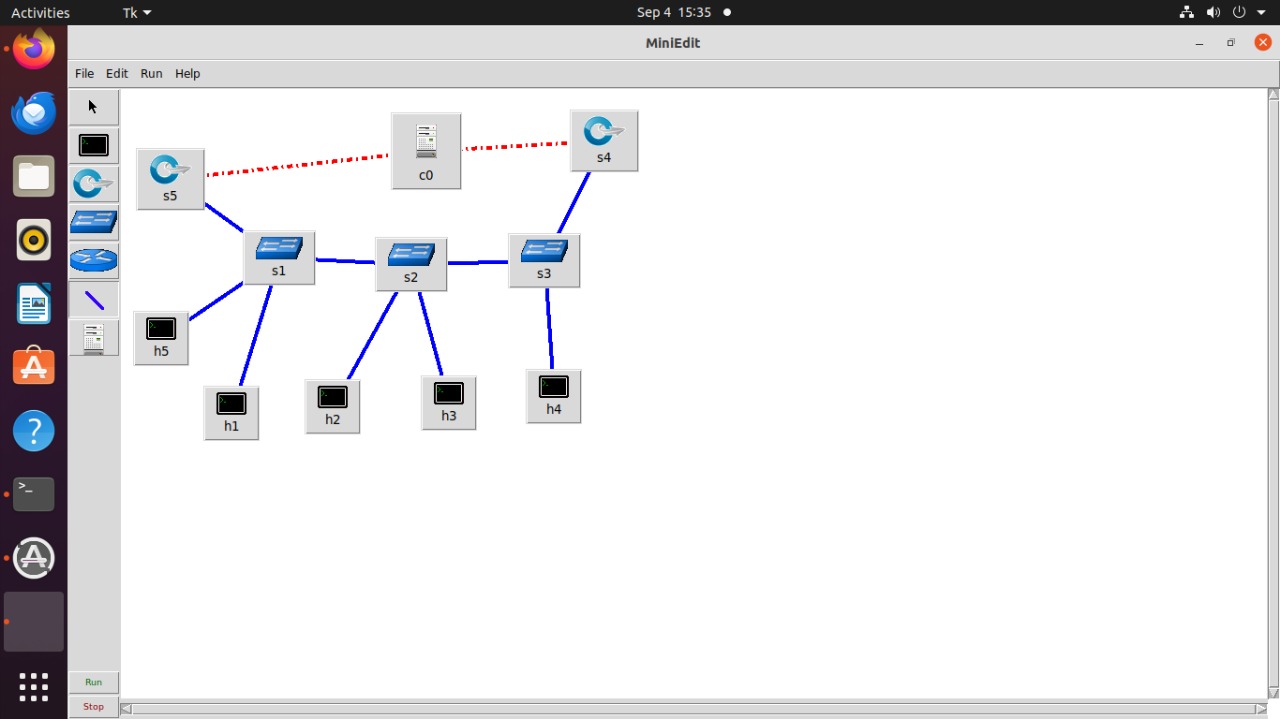 Activities Tk Sep 4 15:35
MiniEdit
File Edit Run Help
c0
s4
s5
s1
s2
s3
h5
h1
h2
h3
h4
Run
Stop